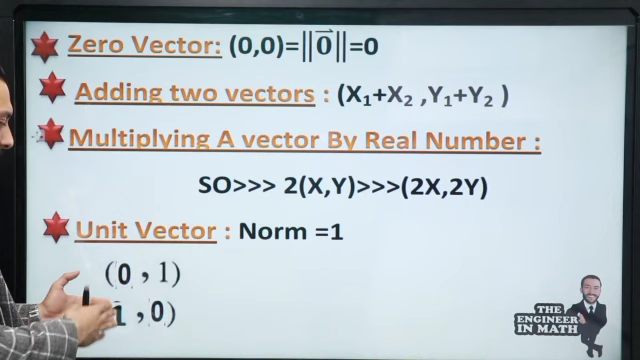 Zero Vector: (0,0)=||0⃗||=0
Adding two vectors : (X₁+X₂ ,Y₁+Y₂ )
Multiplying A vector By Real Number :
SO>>> 2(X,Y)>>>(2X,2Y)
Unit Vector : Norm =1
(0 , 1)
1 ,0)
THE
ENGINEER
IN MATH